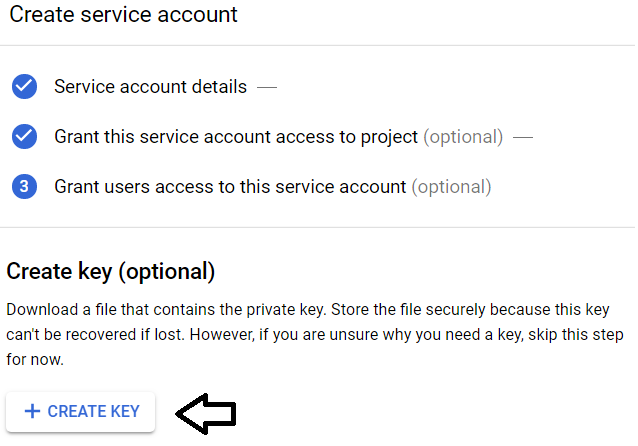 Create service account
Service account details —
Grant this service account access to project (optional) —
3 Grant users access to this service account (optional)
Create key (optional)
Download a file that contains the private key. Store the file securely because this key
can't be recovered if lost. However, if you are unsure why you need a key, skip this step
for now.
+ CREATE KEY